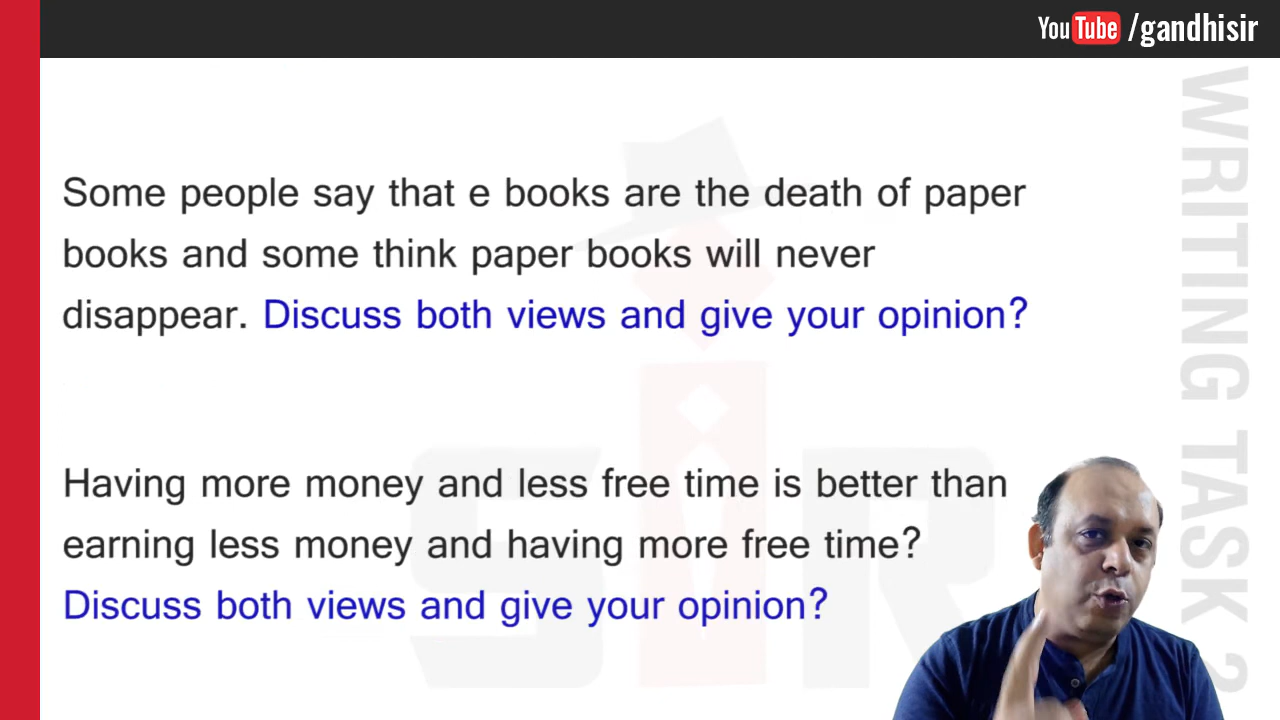 YouTube /gandhisir
Some people say that e books are the death of paper
books and some think paper books will never
disappear. Discuss both views and give your opinion?
Having more money and less free time is better than
earning less money and having more free time?
Discuss both views and give your opinion?
WRITING TASK 2
SiR